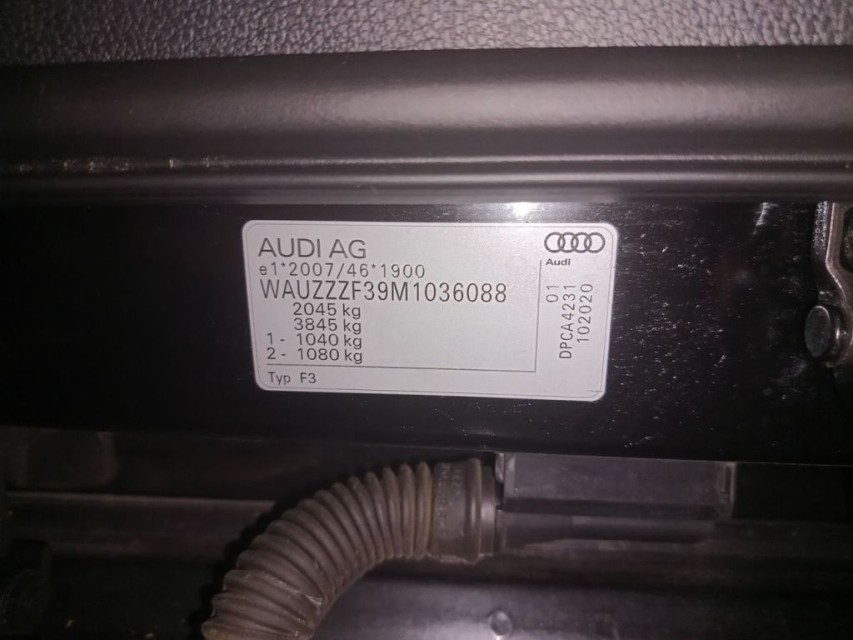 AUDI AG
e1*2007/46*1900
WAUZZZF39M1036088
2045 kg
3845 kg
1 - 1040 kg
2 - 1080 kg
Typ F3
Audi
01
DPCA4231
102020